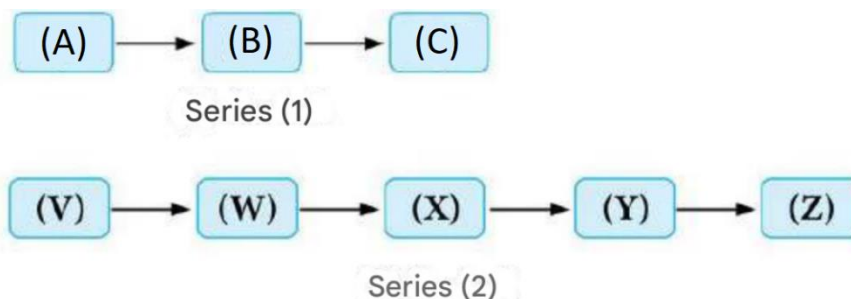 (A) (B) (C)
Series (1)
(V) (W) (X) (Y) (Z)
Series (2)